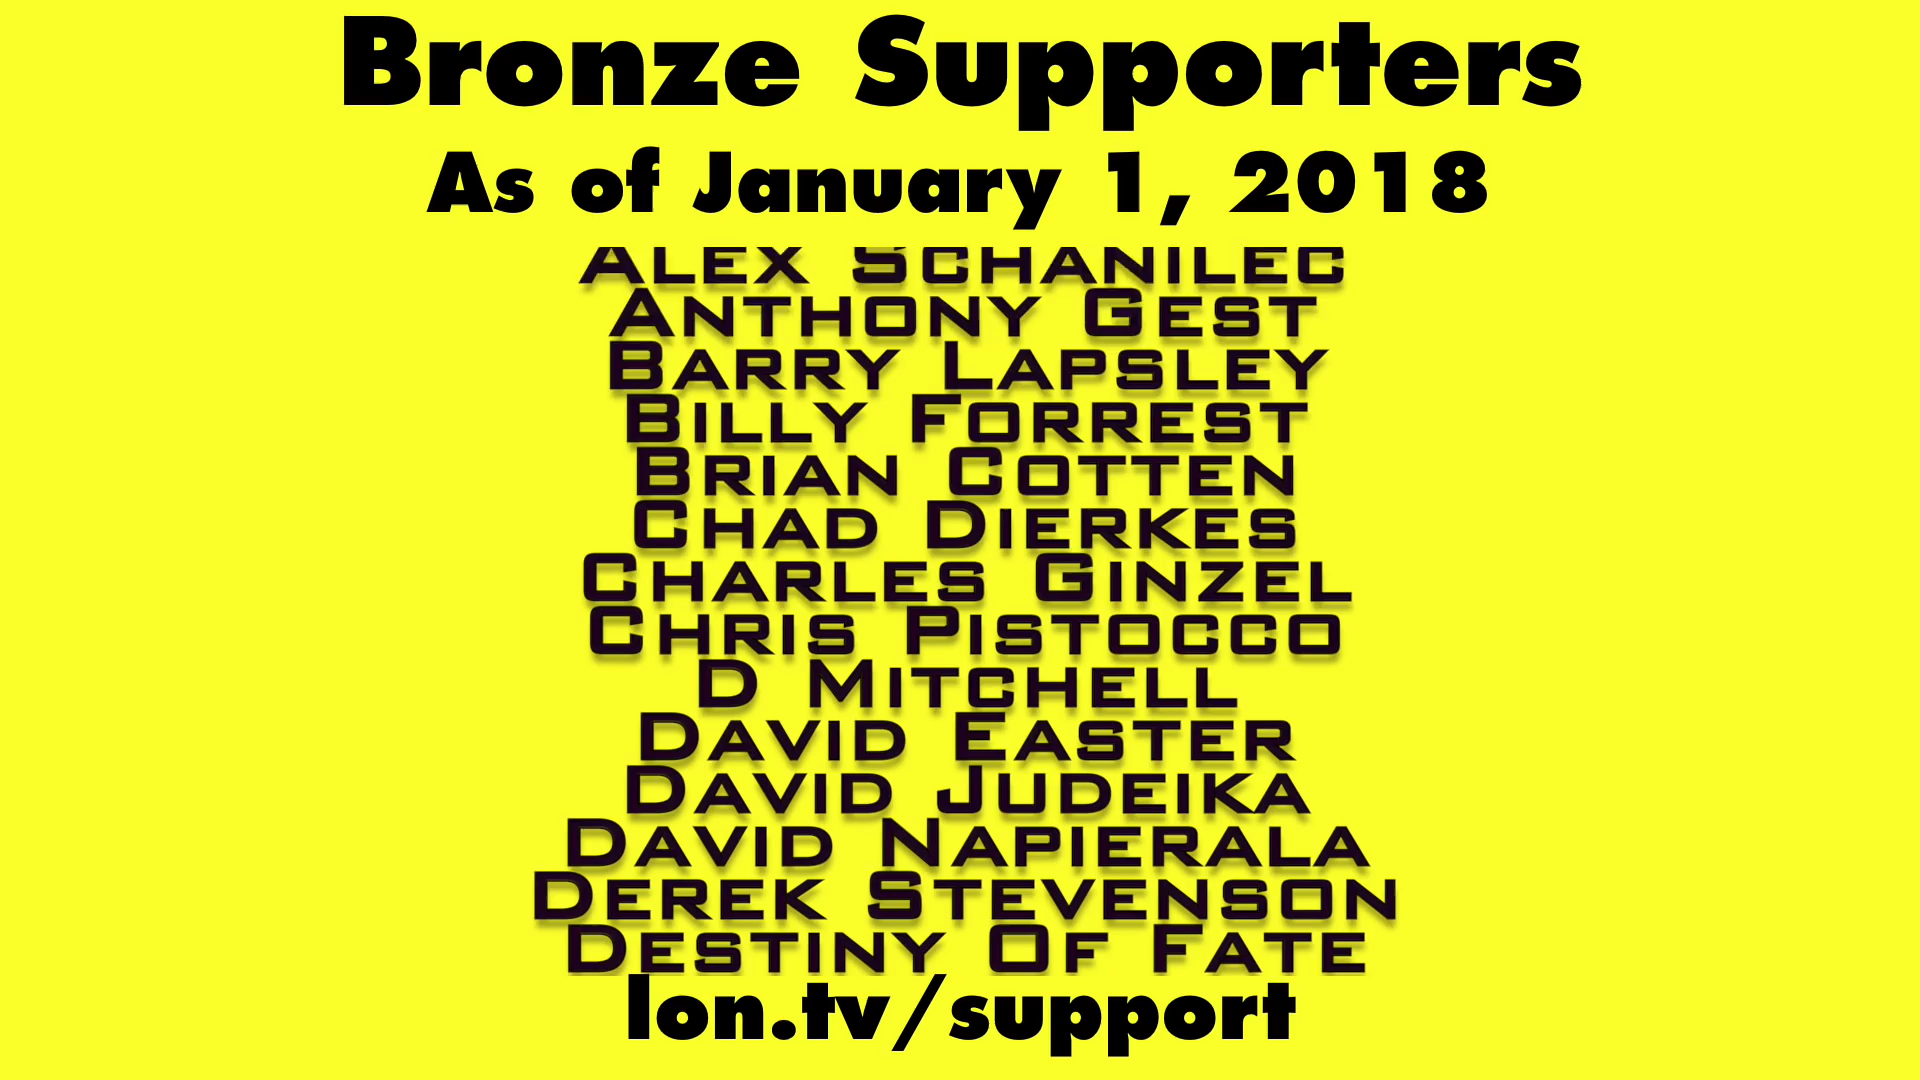 Bronze Supporters
As of January 1, 2018
Alex Schanilec
Anthony Gest
Barry Lapsley
Billy Forrest
Brian Cotten
Chad Dierkes
Charles Ginzel
Chris Pistocco
D Mitchell
David Easter
David Judeika
David Napierala
Derek Stevenson
Destiny Of Fate
lon.tv/support